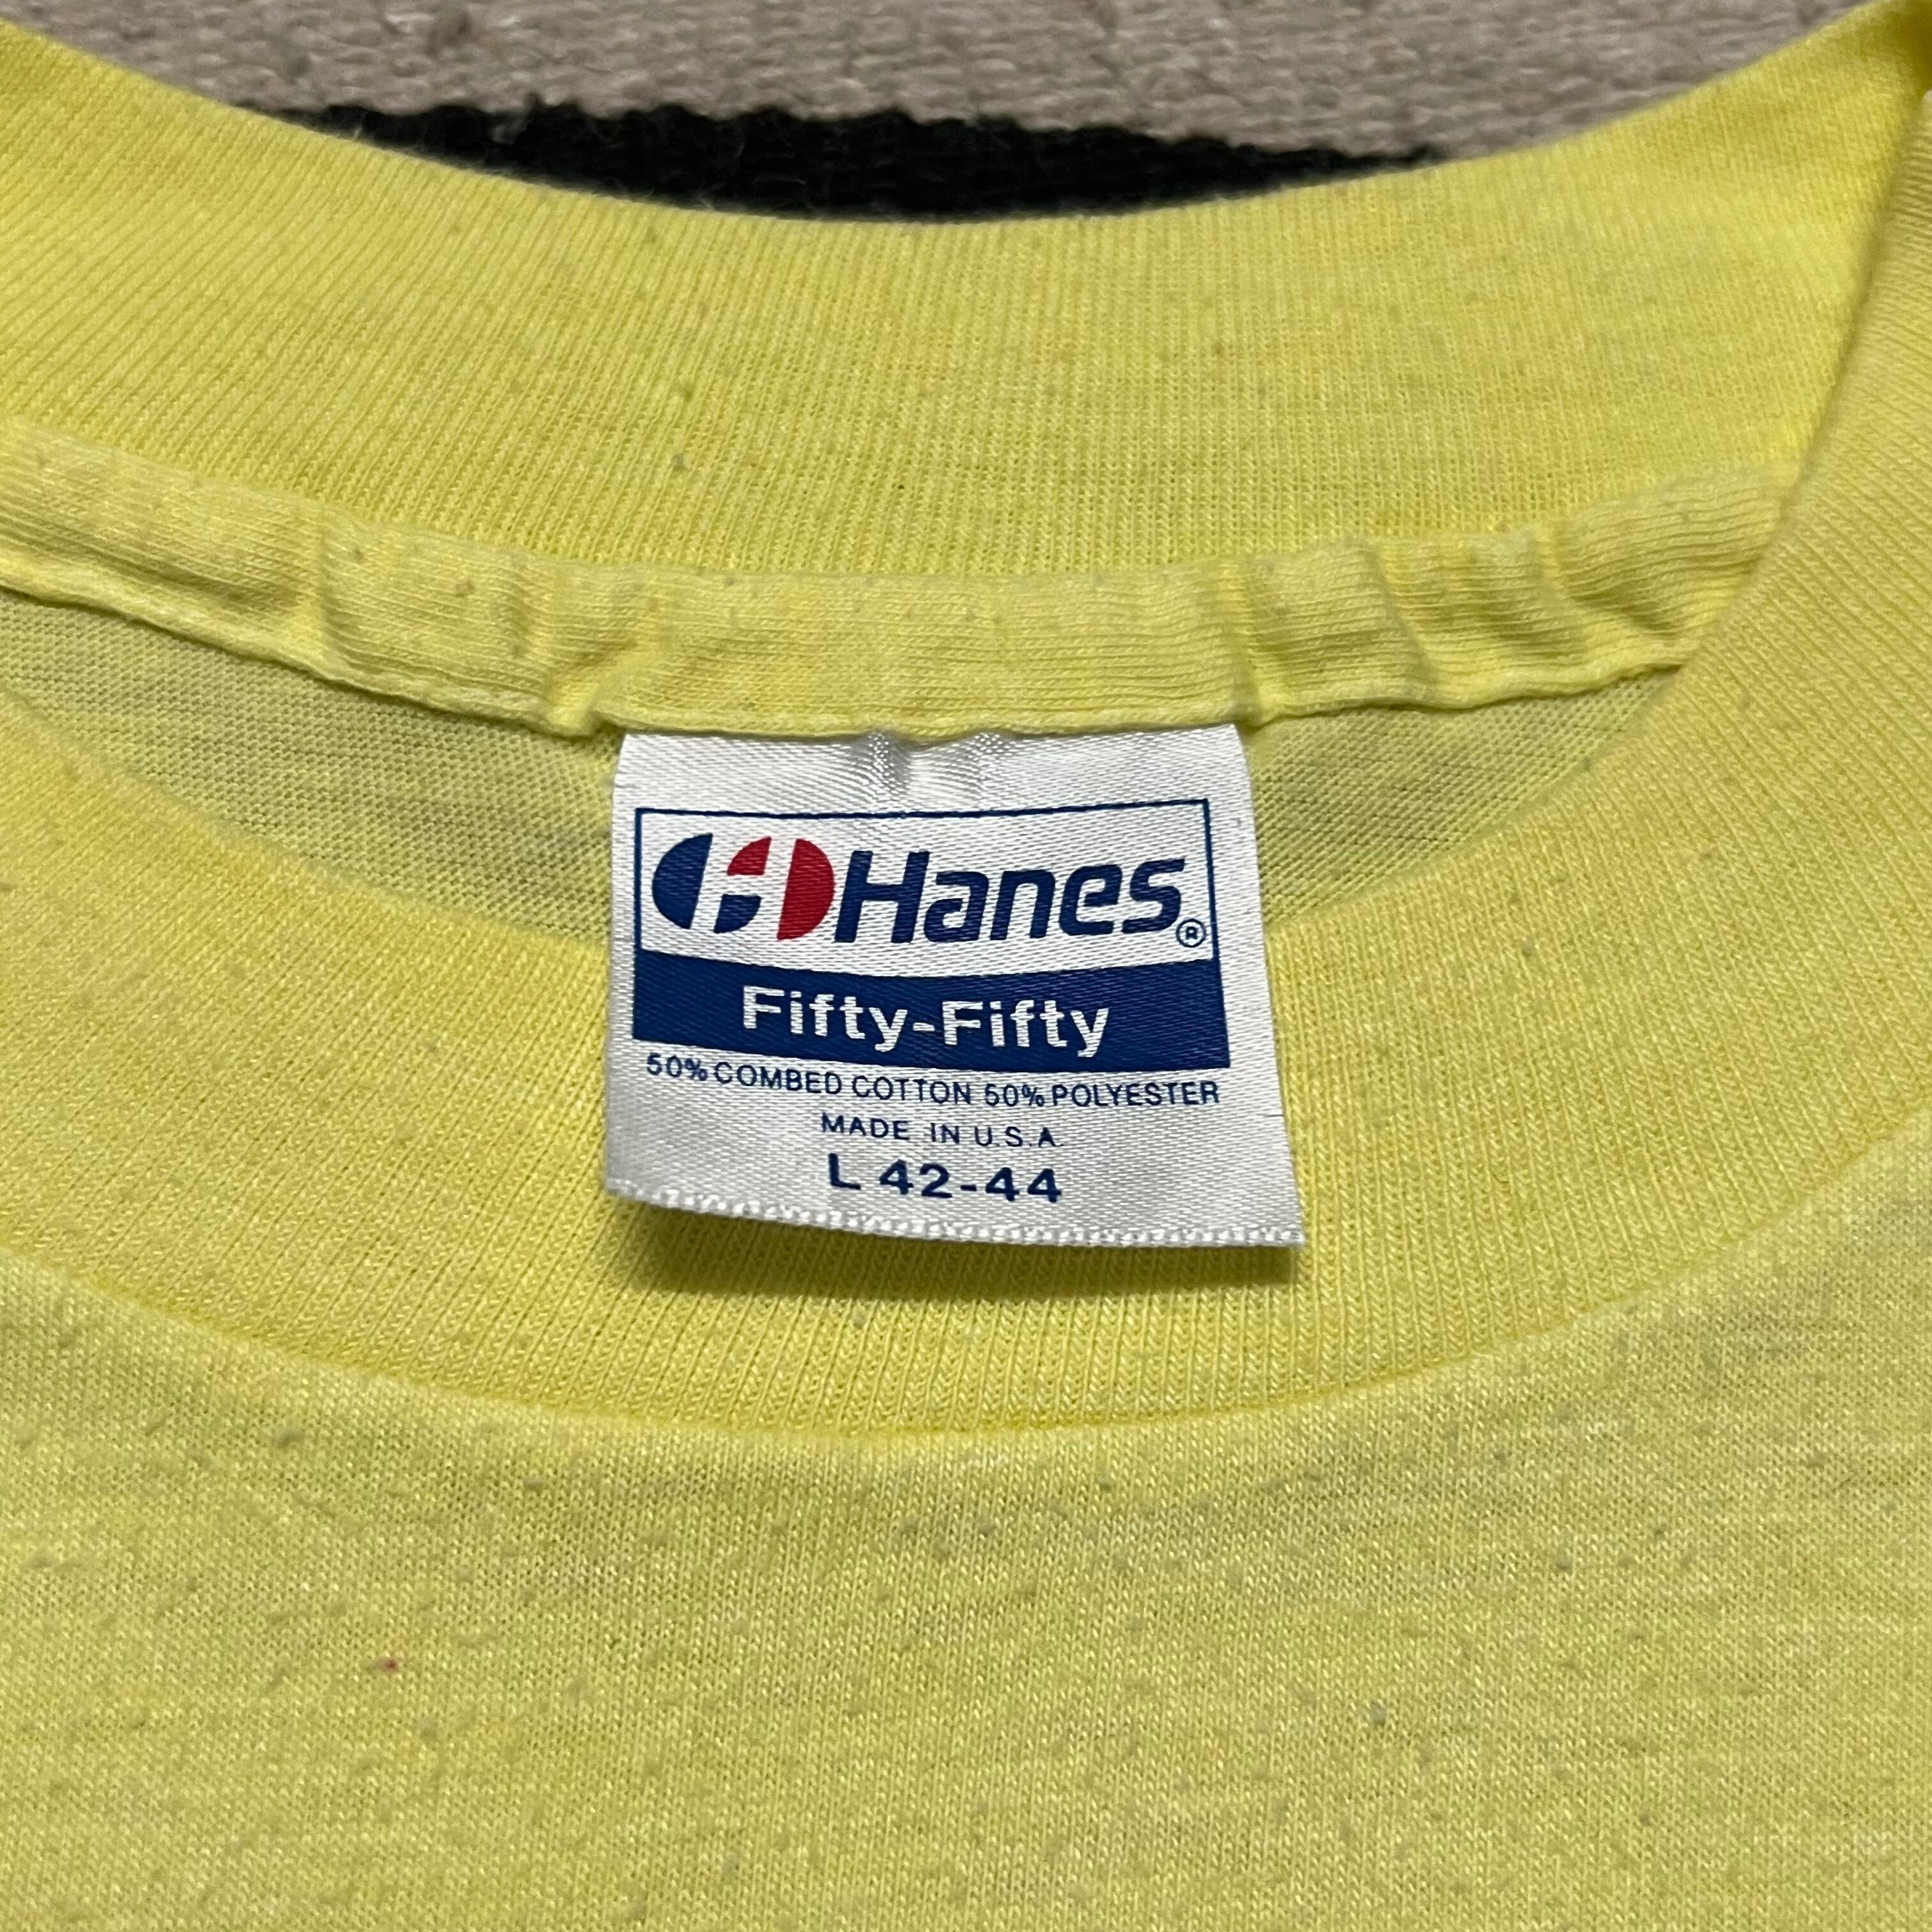 Hanes®
Fifty-Fifty
50% COMBED COTTON 50% POLYESTER
MADE IN U.S.A.
L 42-44